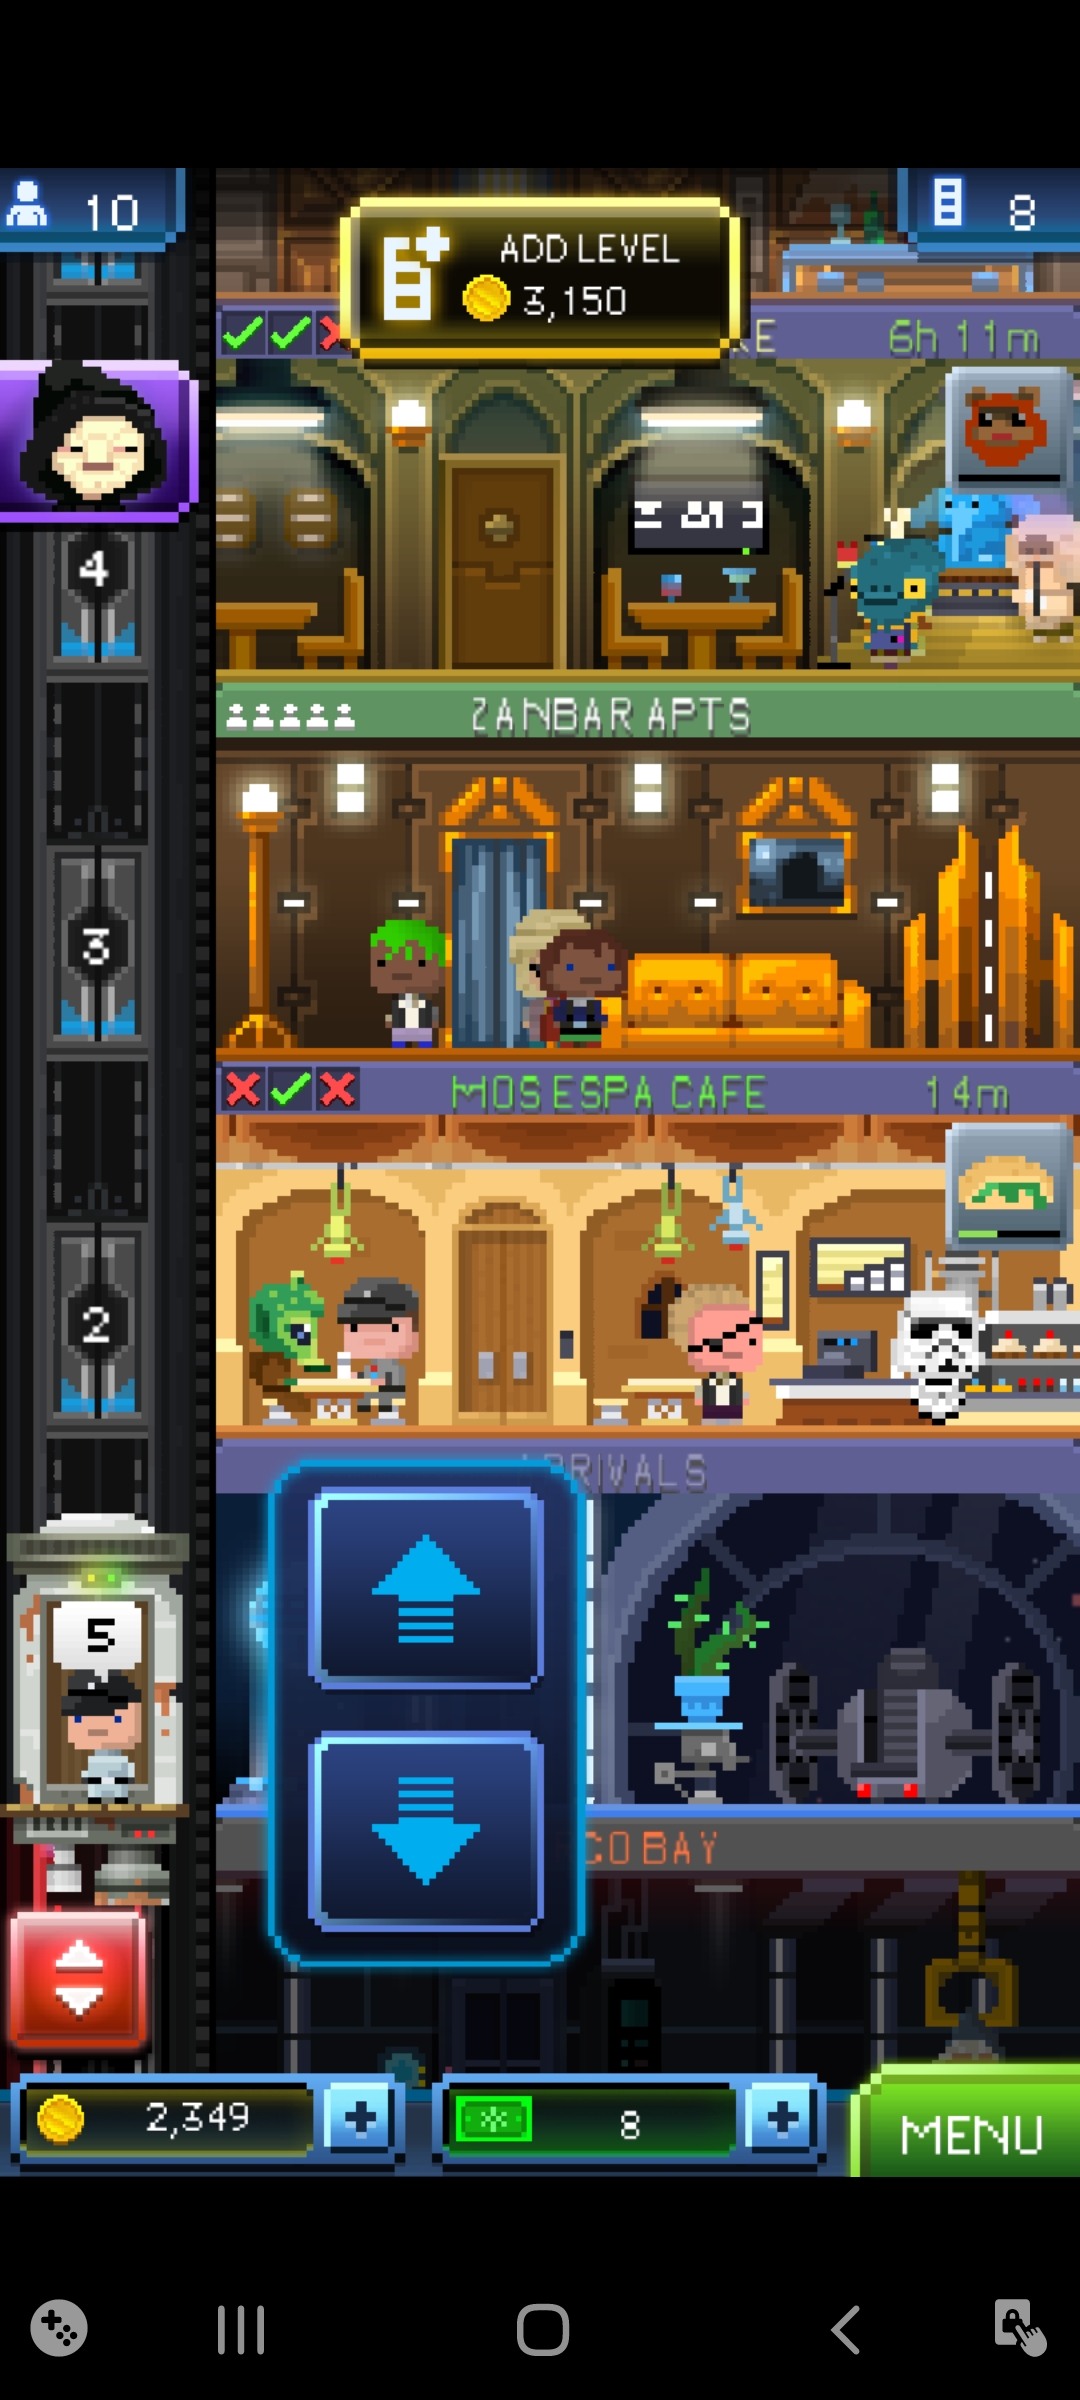 10
8
ADD LEVEL
3,150
KE
6h 11m
4
ZANBAR APTS
3
MOS ESPA CAFE
14m
2
RIVALS
5
CO BAY
2,349
8
MENU